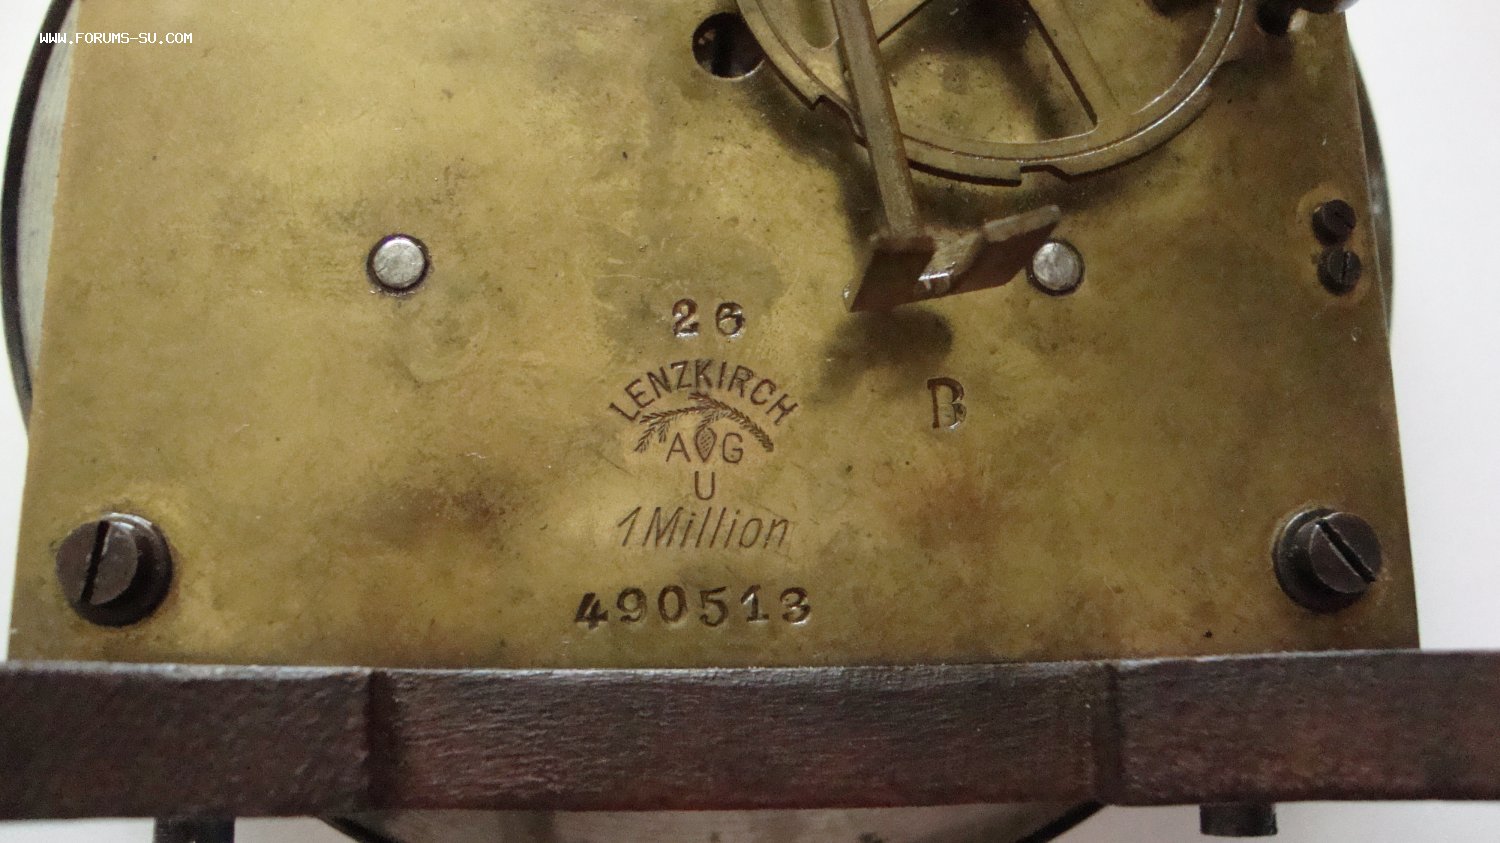 WWW.FORUMS-SU.COM
26
LENZKIRCH
B
A G
U
1 Million
490513